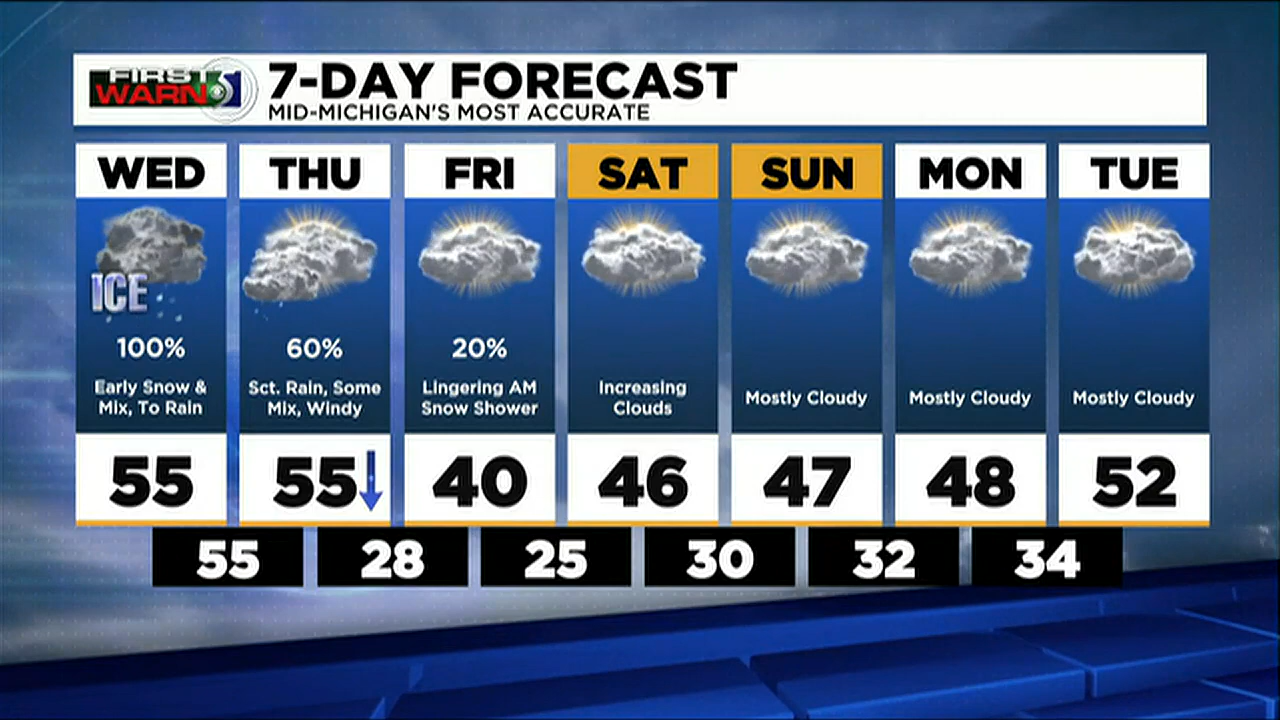 FIRST
WARN 5
7-DAY FORECAST
MID-MICHIGAN'S MOST ACCURATE
WED
THU
FRI
SAT
SUN
MON
TUE
ICE
100%
60%
20%
Early Snow &
Mix, To Rain
Sct. Rain, Some
Mix, Windy
Lingering AM
Snow Shower
Increasing
Clouds
Mostly Cloudy
Mostly Cloudy
Mostly Cloudy
55
55
40
46
47
48
52
55
28
25
30
32
34